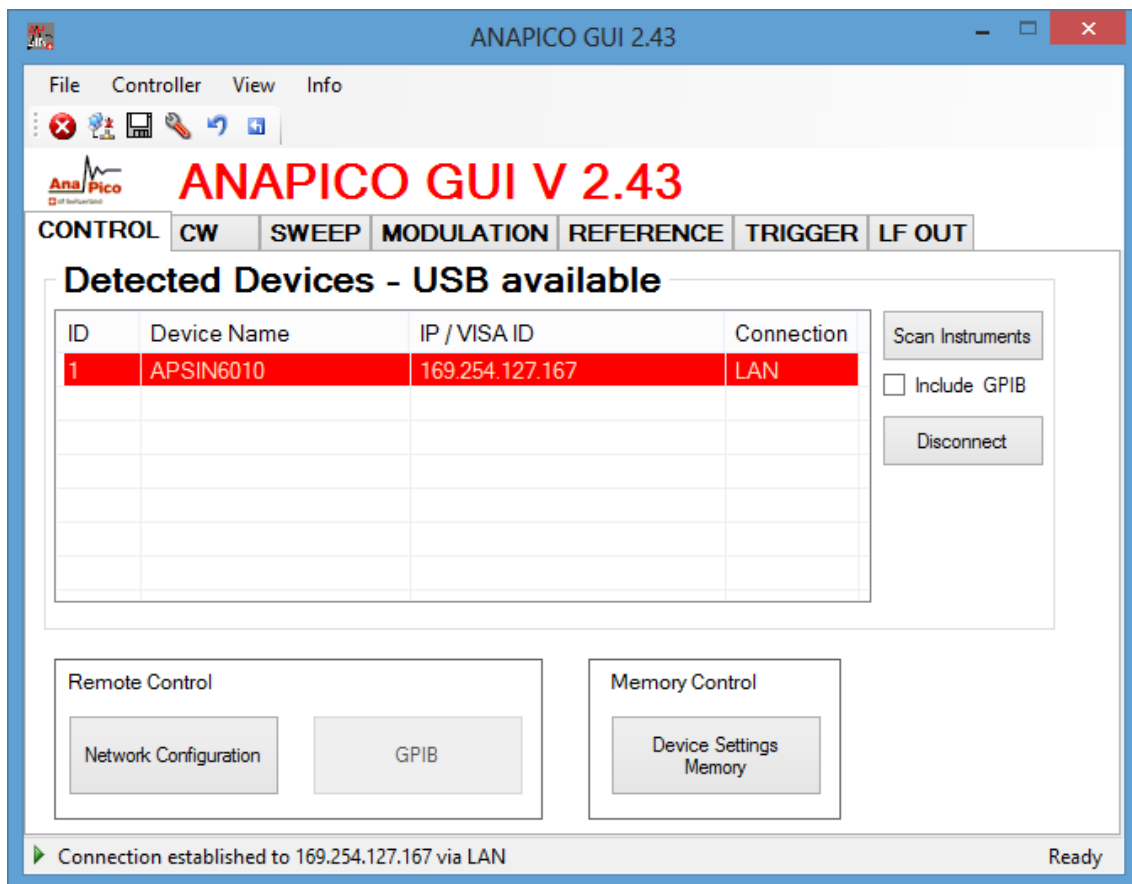 ANAPICO GUI 2.43
File Controller View Info
Ana Pico
of Switzerland
ANAPICO GUI V 2.43
CONTROL CW SWEEP MODULATION REFERENCE TRIGGER LF OUT
Detected Devices - USB available
ID Device Name IP / VISA ID Connection
Scan Instruments
1 APSIN6010 169.254.127.167 LAN
Include GPIB
Disconnect
Remote Control
Memory Control
Network Configuration
GPIB
Device Settings
Memory
Connection established to 169.254.127.167 via LAN
Ready